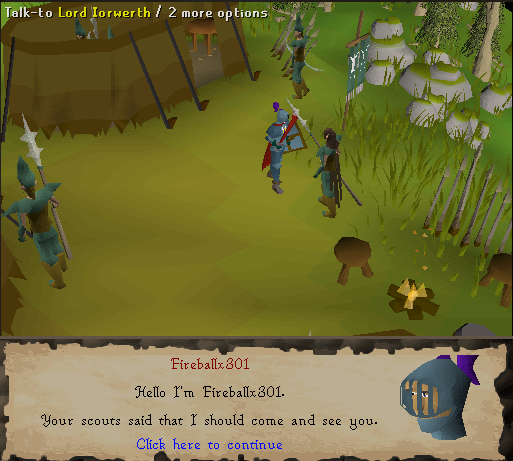 Talk-to Lord Iorwerth / 2 more options
Fireballx301
Hello I'm Fireballx301.
Your scouts said that I should come and see you.
Click here to continue